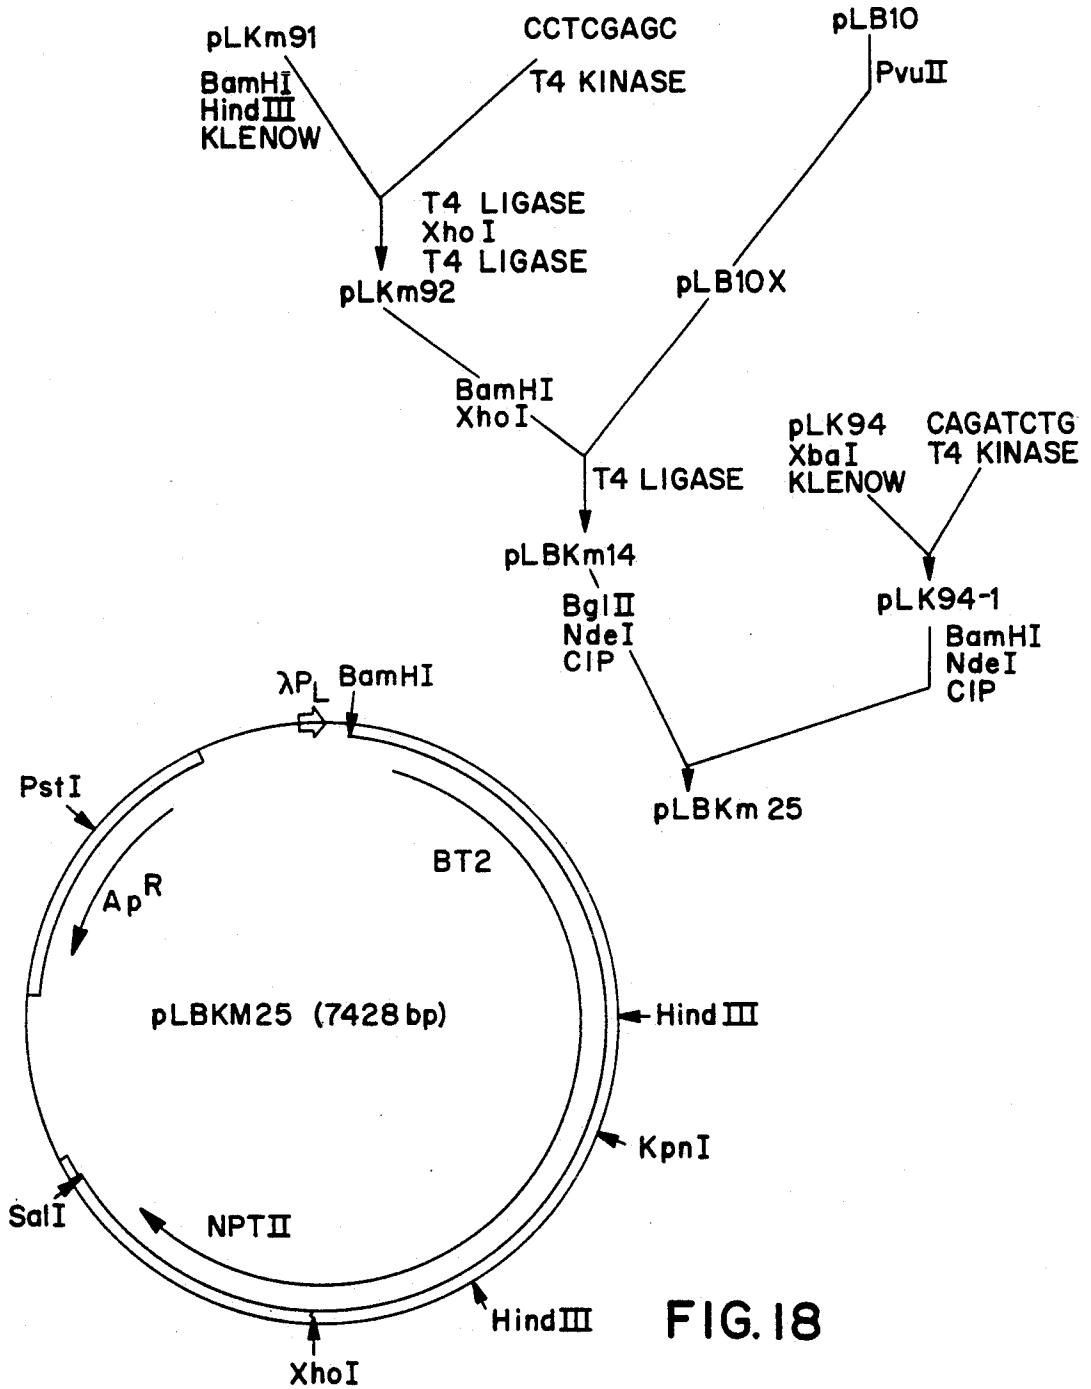 pLKm91
BamHI
HindIII
KLENOW
CCTCGAGC
T4 KINASE
pLB10
PvuII
T4 LIGASE
XhoI
T4 LIGASE
pLKm92
pLB10X
BamHI
XhoI
T4 LIGASE
pLK94
XbaI
KLENOW
CAGATCTG
T4 KINASE
pLBKm14
BglII
NdeI
CIP
pLK94-1
BamHI
NdeI
CIP
pLBKm 25
λPL
BamHI
PstI
ApR
BT2
pLBKM25 (7428bp)
HindIII
KpnI
SalI
NPTII
HindIII
XhoI
FIG.18